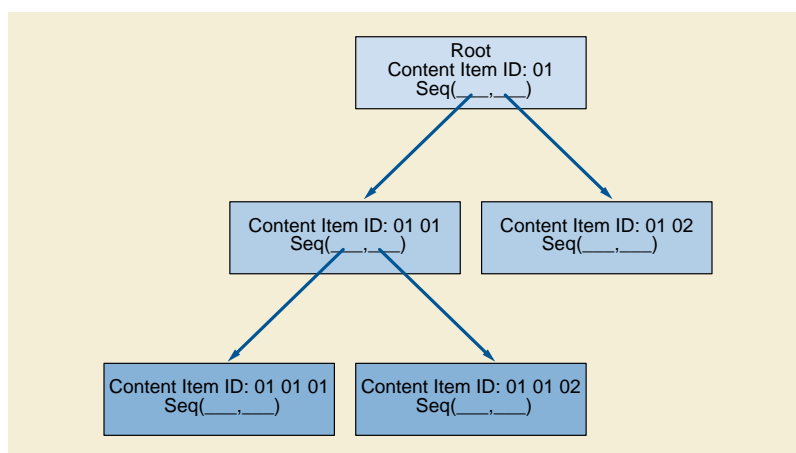 Root
Content Item ID: 01
Seq(___,___)
Content Item ID: 01 01
Seq(___,___)
Content Item ID: 01 02
Seq(___,___)
Content Item ID: 01 01 01
Seq(___,___)
Content Item ID: 01 01 02
Seq(___,___)